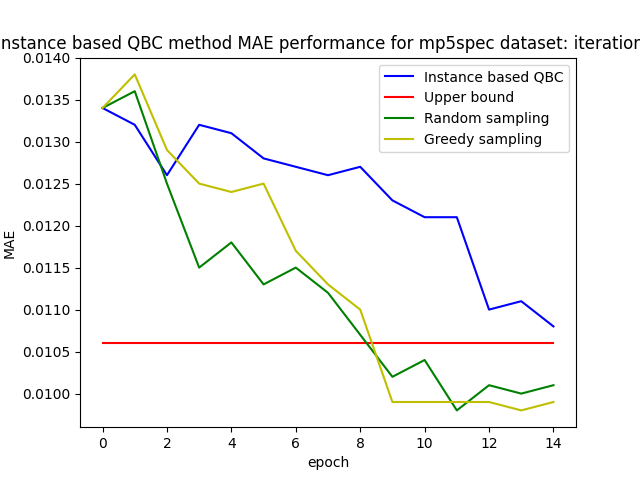 nstance based QBC method MAE performance for mp5spec dataset: iteration
0.0140
0.0135
0.0130
0.0125
0.0120
0.0115
0.0110
0.0105
0.0100
MAE
Instance based QBC
Upper bound
Random sampling
Greedy sampling
0 2 4 6 8 10 12 14
epoch